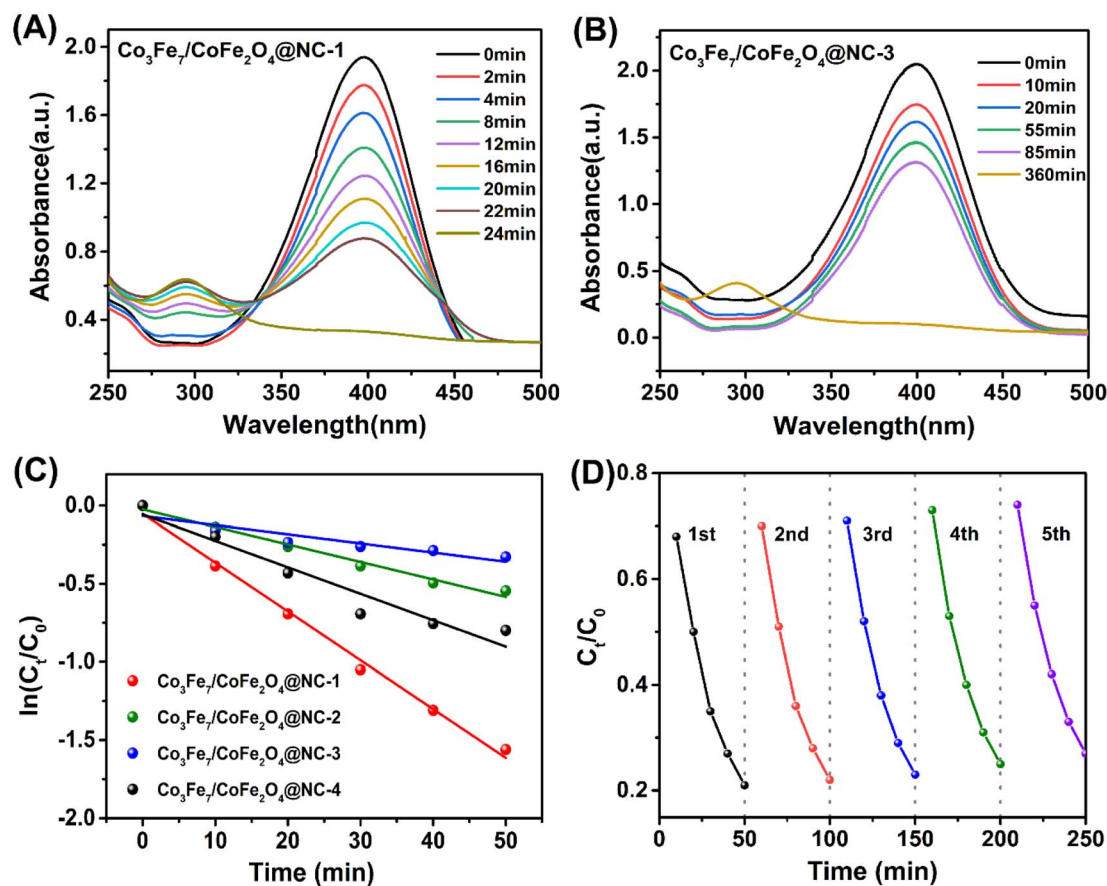 (A)
Co₃Fe₇/CoFe₂O₄@NC-1
0min
2min
4min
8min
12min
16min
20min
22min
24min
2.0
1.6
1.2
0.8
0.4
Absorbance(a.u.)
250 300 350 400 450 500
Wavelength(nm)
(B)
Co₃Fe₇/CoFe₂O₄@NC-3
0min
10min
20min
55min
85min
360min
2.0
1.5
1.0
0.5
0.0
Absorbance(a.u.)
250 300 350 400 450 500
Wavelength(nm)
(C)
0.0
-0.5
-1.0
-1.5
-2.0
ln(Cₜ/C₀)
Co₃Fe₇/CoFe₂O₄@NC-1
Co₃Fe₇/CoFe₂O₄@NC-2
Co₃Fe₇/CoFe₂O₄@NC-3
Co₃Fe₇/CoFe₂O₄@NC-4
0 10 20 30 40 50
Time (min)
(D)
0.8
0.6
0.4
0.2
Cₜ/C₀
1st 2nd 3rd 4th 5th
0 50 100 150 200 250
Time (min)